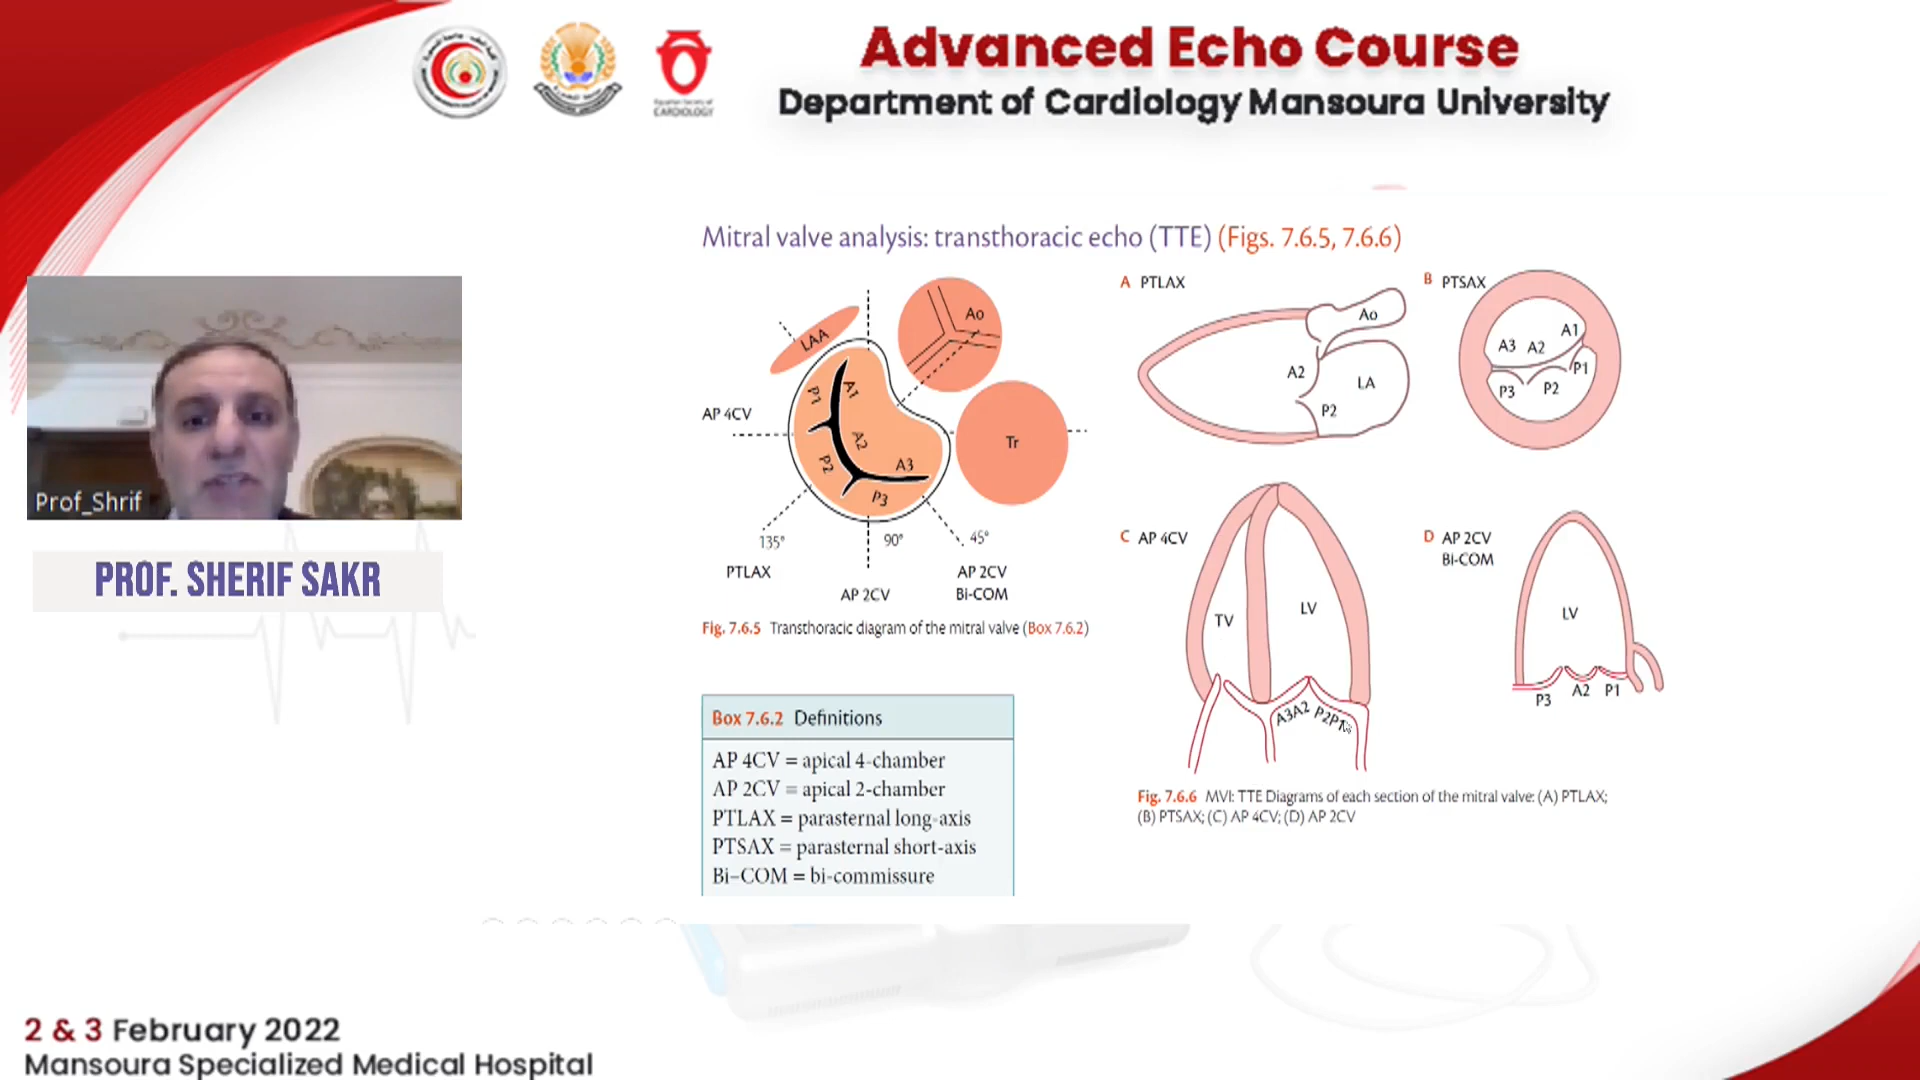 Advanced Echo Course
Department of Cardiology Mansoura University
CARDIOLOGY
Mitral valve analysis: transthoracic echo (TTE) (Figs. 7.6.5, 7.6.6)
LAA
Ao
P1
A1
AP 4CV
A2
P2
A3
P3
Tr
135°
90°
45°
PTLAX
AP 2CV
AP 2CV
Bi-COM
Fig. 7.6.5 Transthoracic diagram of the mitral valve (Box 7.6.2)
Box 7.6.2 Definitions
AP 4CV = apical 4-chamber
AP 2CV = apical 2-chamber
PTLAX = parasternal long-axis
PTSAX = parasternal short-axis
Bi–COM = bi-commissure
A PTLAX
Ao
A2
LA
P2
B PTSAX
A3 A2 A1
P3 P2 P1
C AP 4CV
TV
LV
A3A2 P2P1
D AP 2CV
Bi-COM
LV
P3 A2 P1
Fig. 7.6.6 MVI: TTE Diagrams of each section of the mitral valve: (A) PTLAX;
(B) PTSAX; (C) AP 4CV; (D) AP 2CV
Prof_Shrif
PROF. SHERIF SAKR
2 & 3 February 2022
Mansoura Specialized Medical Hospital